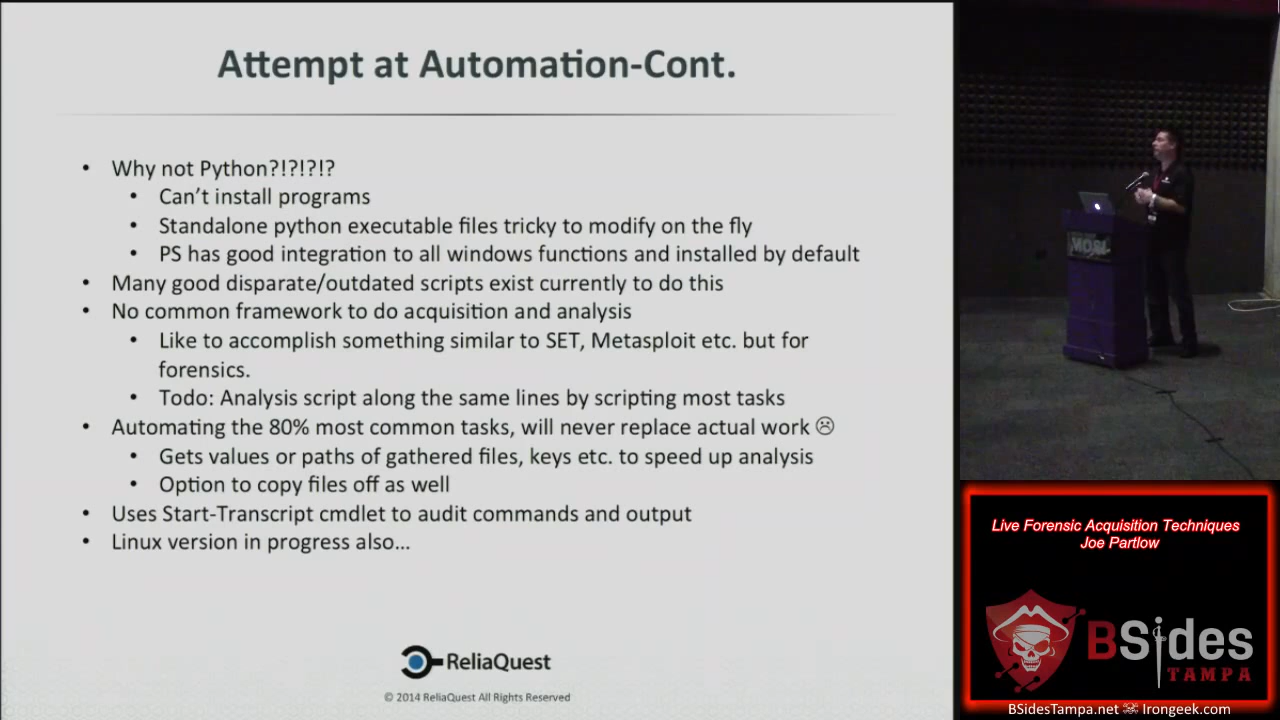 Attempt at Automation-Cont.
• Why not Python?!?!?!?
• Can't install programs
• Standalone python executable files tricky to modify on the fly
• PS has good integration to all windows functions and installed by default
• Many good disparate/outdated scripts exist currently to do this
• No common framework to do acquisition and analysis
• Like to accomplish something similar to SET, Metasploit etc. but for
forensics.
• Todo: Analysis script along the same lines by scripting most tasks
• Automating the 80% most common tasks, will never replace actual work ☹
• Gets values or paths of gathered files, keys etc. to speed up analysis
• Option to copy files off as well
• Uses Start-Transcript cmdlet to audit commands and output
• Linux version in progress also...
ReliaQuest
© 2014 ReliaQuest All Rights Reserved
MOSI
Live Forensic Acquisition Techniques
Joe Partlow
BSides
TAMPA
BSidesTampa.net ☠ Irongeek.com